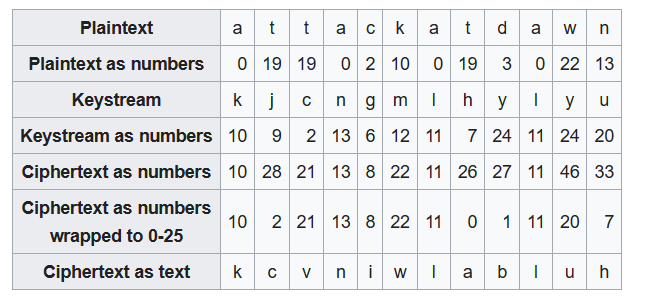 Plaintext a t t a c k a t d a w n
Plaintext as numbers 0 19 19 0 2 10 0 19 3 0 22 13
Keystream k j c n g m l h y l y u
Keystream as numbers 10 9 2 13 6 12 11 7 24 11 24 20
Ciphertext as numbers 10 28 21 13 8 22 11 26 27 11 46 33
Ciphertext as numbers
wrapped to 0-25 10 2 21 13 8 22 11 0 1 11 20 7
Ciphertext as text k c v n i w l a b l u h